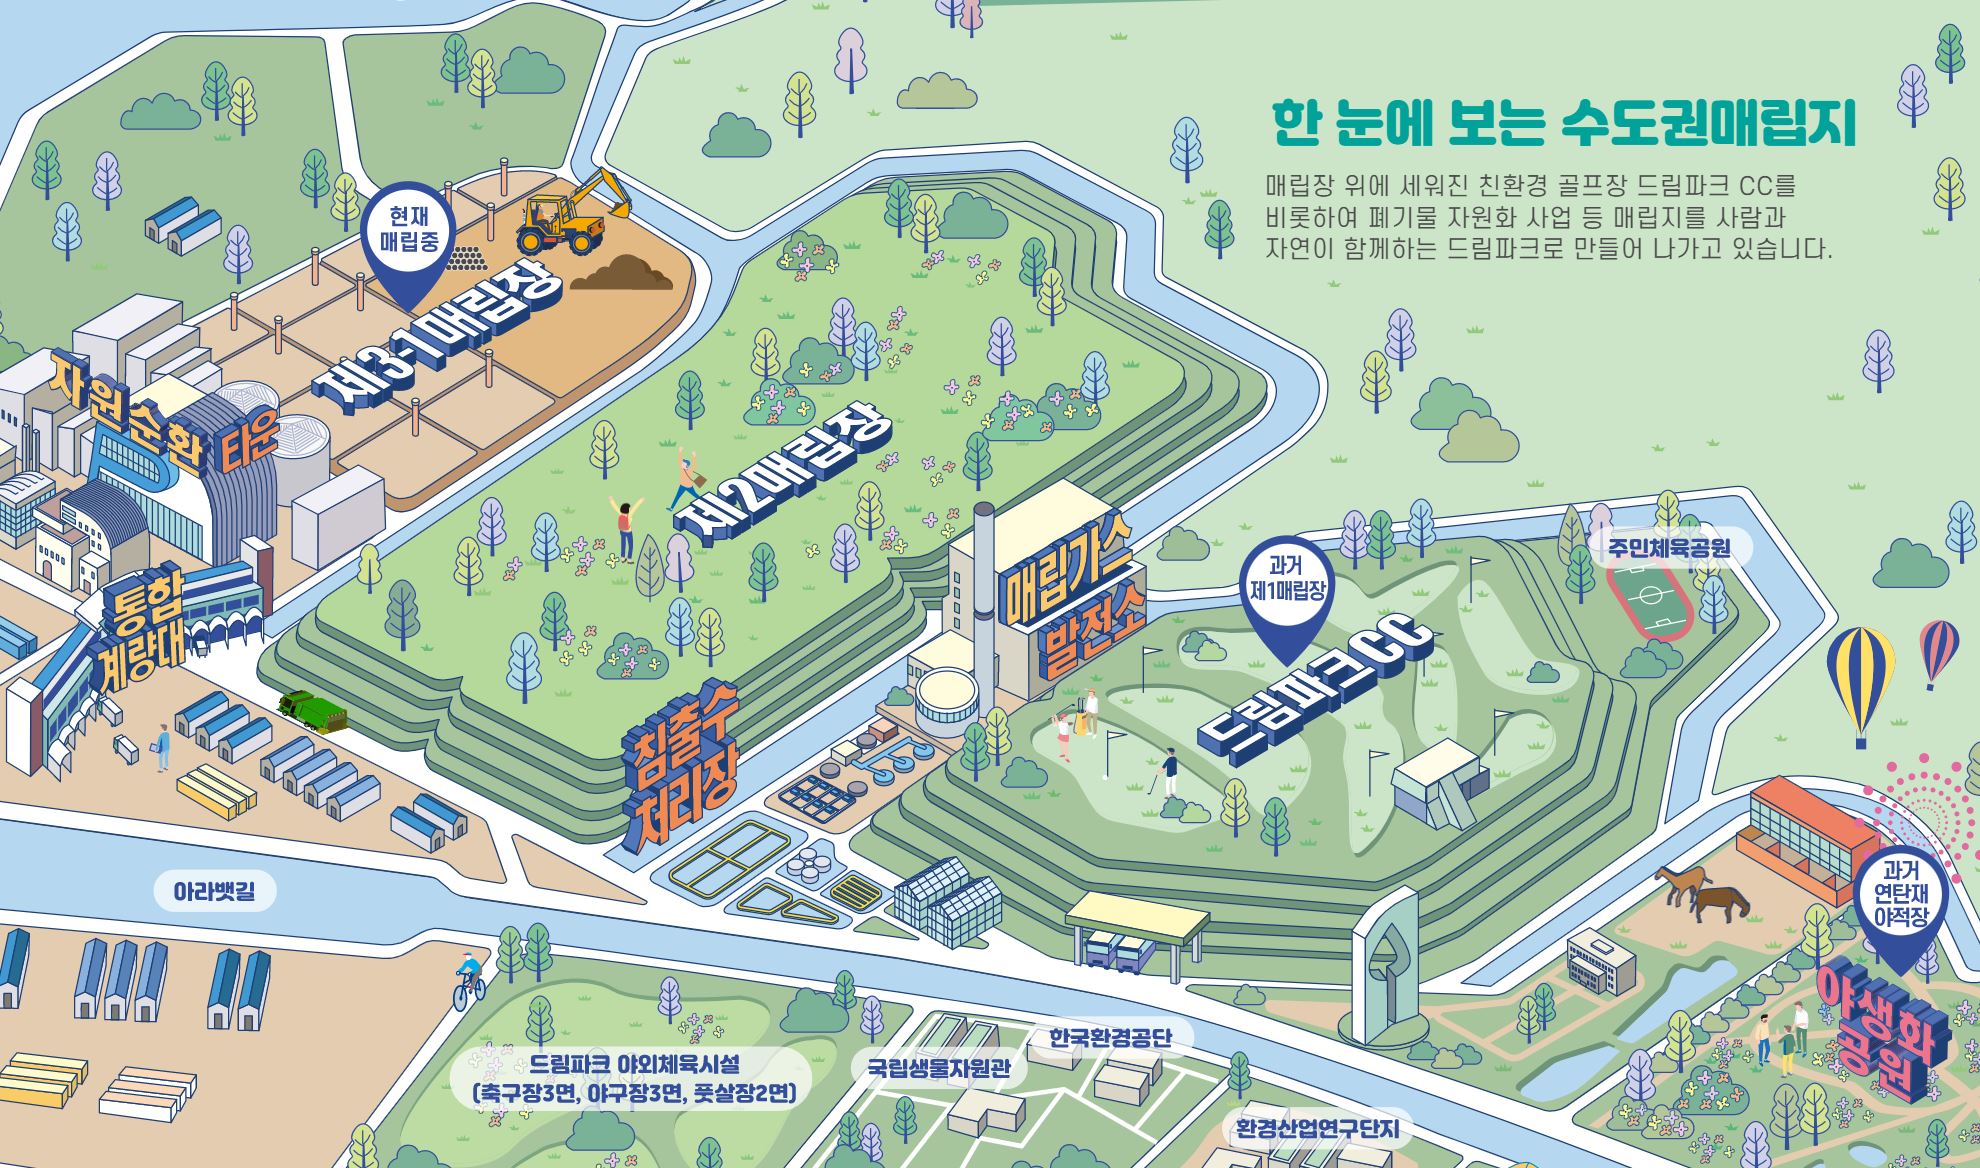 한 눈에 보는 수도권매립지
매립장 위에 세워진 친환경 골프장 드림파크 CC를
비롯하여 폐기물 자원화 사업 등 매립지를 사람과
자연이 함께하는 드림파크로 만들어 나가고 있습니다.
현재
매립중
제3-1매립장
자원순환 타운
제2매립장
통합
계량대
매립가스
발전소
과거
제1매립장
드림파크 CC
주민체육공원
침출수
처리장
아라뱃길
과거
연탄재
야적장
야생화
공원
드림파크 야외체육시설
(축구장3면, 야구장3면, 풋살장2면)
국립생물자원관
한국환경공단
환경산업연구단지